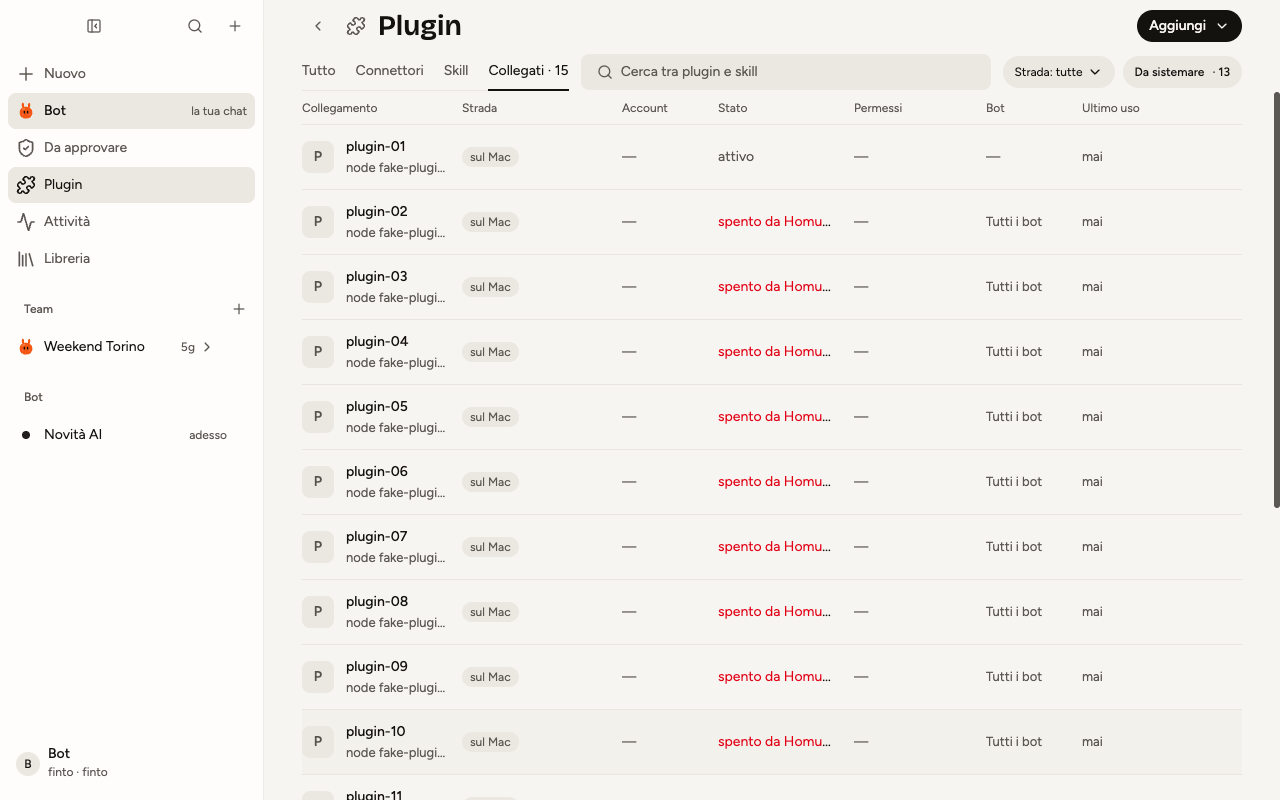 Plugin
Aggiungi
Nuovo
Bot la tua chat
Da approvare
Plugin
Attività
Libreria
Team
Weekend Torino 5g
Bot
Novità AI adesso
B
Bot
finto · finto
Tutto Connettori Skill Collegati · 15 Cerca tra plugin e skill Strada: tutte Da sistemare · 13
Collegamento Strada Account Stato Permessi Bot Ultimo uso
P plugin-01 sul Mac — attivo — — mai
node fake-plugi...
P plugin-02 sul Mac — spento da Homu... — Tutti i bot mai
node fake-plugi...
P plugin-03 sul Mac — spento da Homu... — Tutti i bot mai
node fake-plugi...
P plugin-04 sul Mac — spento da Homu... — Tutti i bot mai
node fake-plugi...
P plugin-05 sul Mac — spento da Homu... — Tutti i bot mai
node fake-plugi...
P plugin-06 sul Mac — spento da Homu... — Tutti i bot mai
node fake-plugi...
P plugin-07 sul Mac — spento da Homu... — Tutti i bot mai
node fake-plugi...
P plugin-08 sul Mac — spento da Homu... — Tutti i bot mai
node fake-plugi...
P plugin-09 sul Mac — spento da Homu... — Tutti i bot mai
node fake-plugi...
P plugin-10 sul Mac — spento da Homu... — Tutti i bot mai
node fake-plugi...
plugin-11